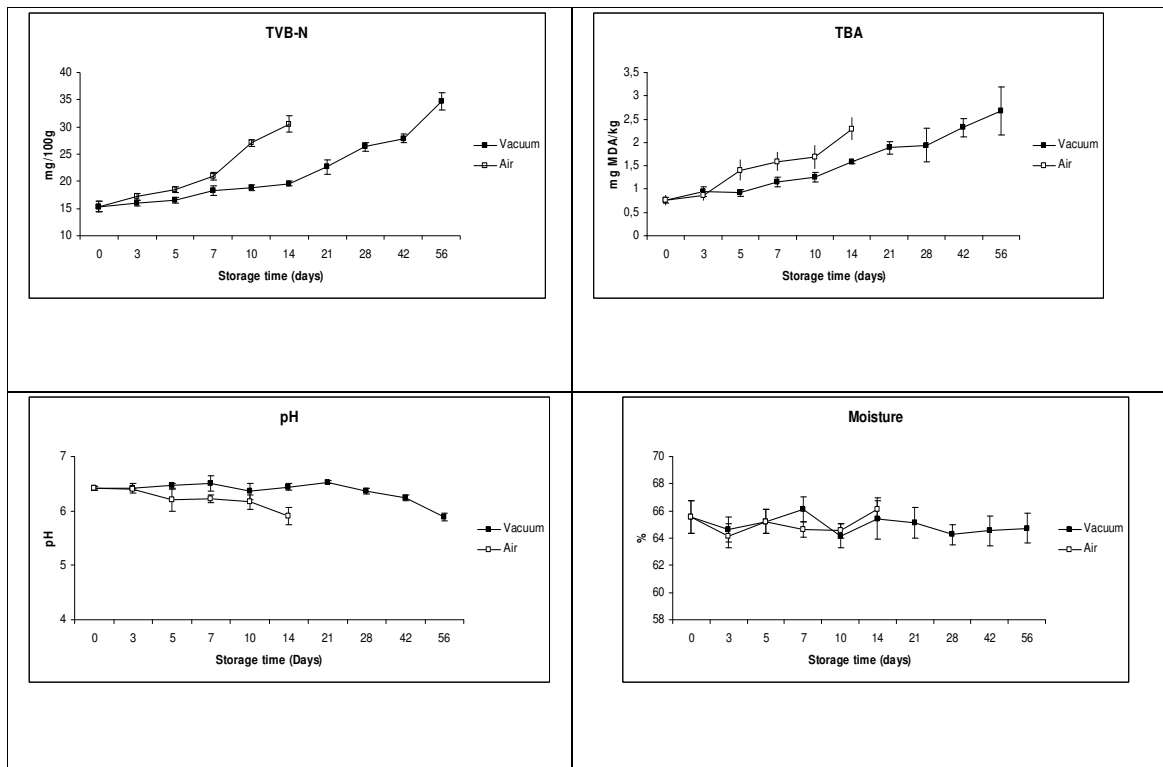 TVB-N
mg/100g
40
35
30
25
20
15
10
0 3 5 7 10 14 21 28 42 56
Storage time (days)
Vacuum
Air
TBA
mg MDA/kg
3,5
3
2,5
2
1,5
1
0,5
0
0 3 5 7 10 14 21 28 42 56
Storage time (days)
Vacuum
Air
pH
pH
7
6
5
4
0 3 5 7 10 14 21 28 42 56
Storage time (Days)
Vacuum
Air
Moisture
%
70
68
66
64
62
60
58
0 3 5 7 10 14 21 28 42 56
Storage time (days)
Vacuum
Air